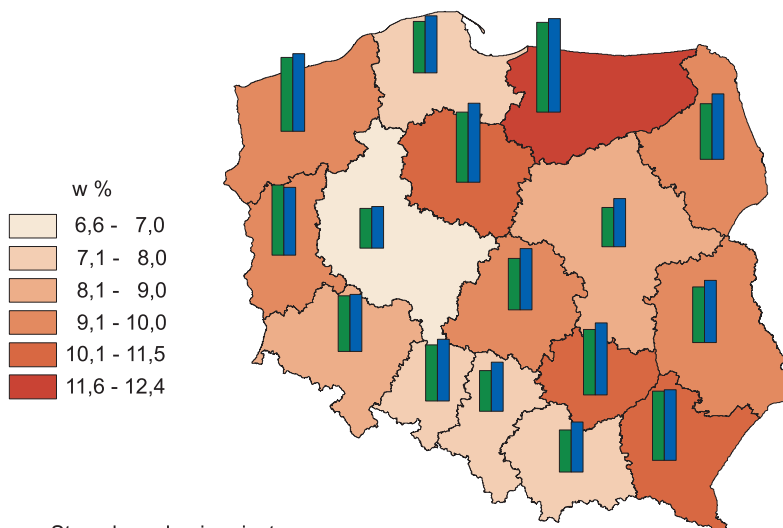 w %
6,6 - 7,0
7,1 - 8,0
8,1 - 9,0
9,1 - 10,0
10,1 - 11,5
11,6 - 12,4